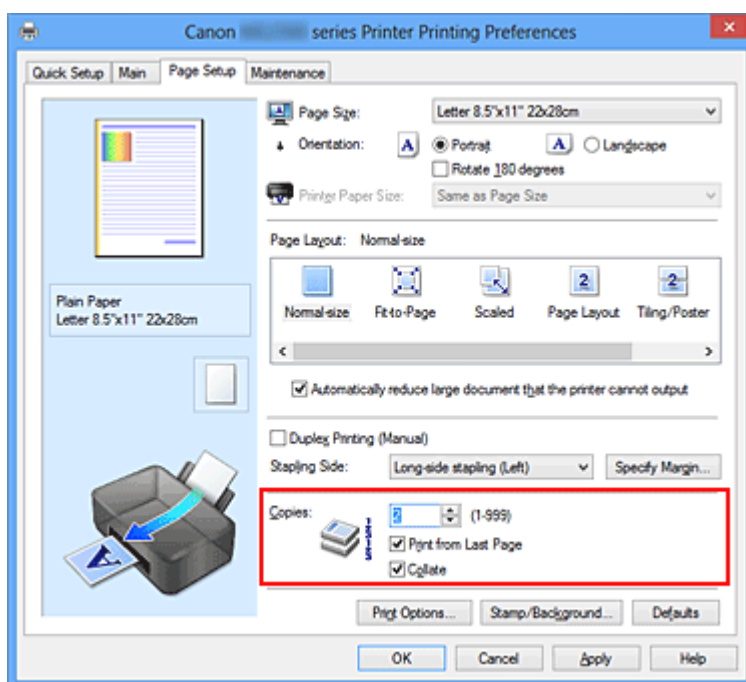 Canon series Printer Printing Preferences
Quick Setup Main Page Setup Maintenance
Page Size: Letter 8.5"x11" 22x28cm
Orientation: A Portrait A Landscape
Rotate 180 degrees
Printer Paper Size: Same as Page Size
Page Layout: Normal-size
2 2
Normal-size Fit-to-Page Scaled Page Layout Tiling/Poster
Plain Paper
Letter 8.5"x11" 22x28cm
Automatically reduce large document that the printer cannot output
Duplex Printing (Manual)
Stapling Side: Long-side stapling (Left) Specify Margin...
Copies: 2 (1-999)
Print from Last Page
Collate
A
Print Options... Stamp/Background... Defaults
OK Cancel Apply Help